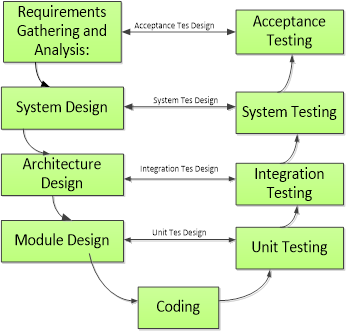 Requirements
Gathering and
Analysis:
Acceptance Tes Design
Acceptance
Testing
System Design
System Tes Design
System Testing
Architecture
Design
Integration Tes Design
Integration
Testing
Module Design
Unit Tes Design
Unit Testing
Coding